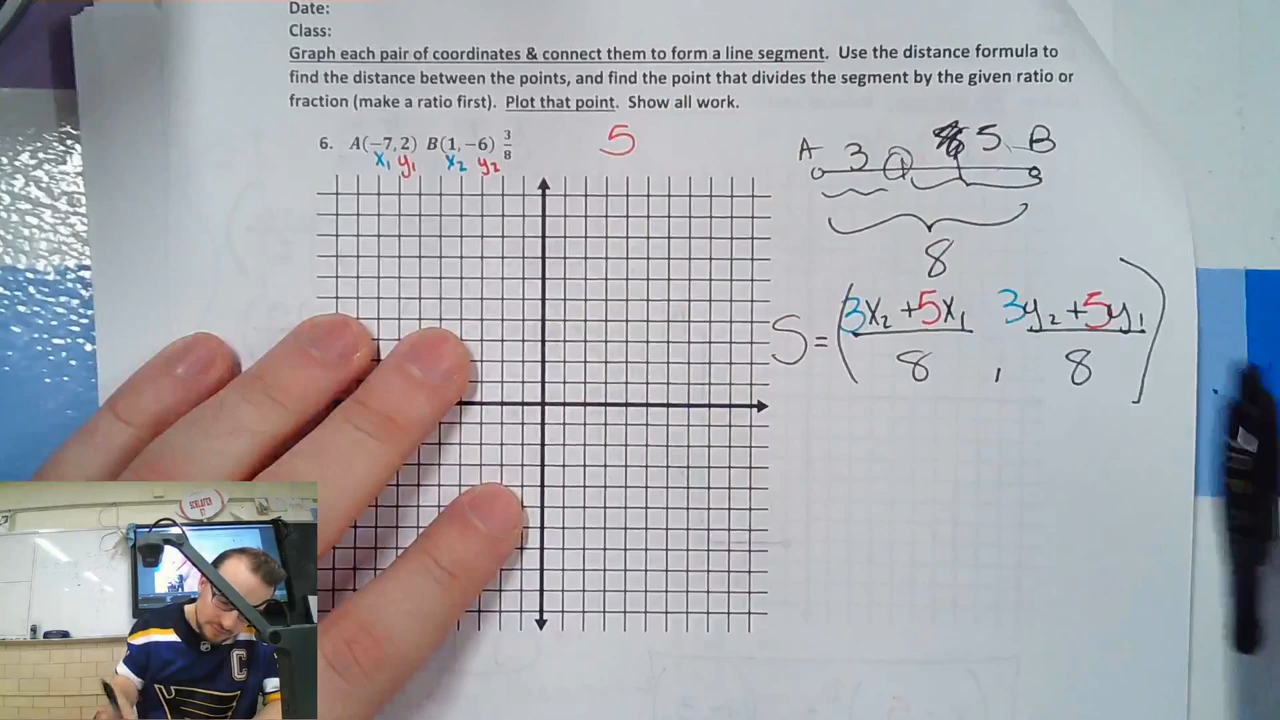 Date:
Class:
Graph each pair of coordinates & connect them to form a line segment. Use the distance formula to
find the distance between the points, and find the point that divides the segment by the given ratio or
fraction (make a ratio first). Plot that point. Show all work.
6. A(−7,2) B(1,−6) 3/8
x₁ y₁ x₂ y₂
5
A 3 5 B
8
S = (3x₂+5x₁/8 , 3y₂+5y₁/8)
C